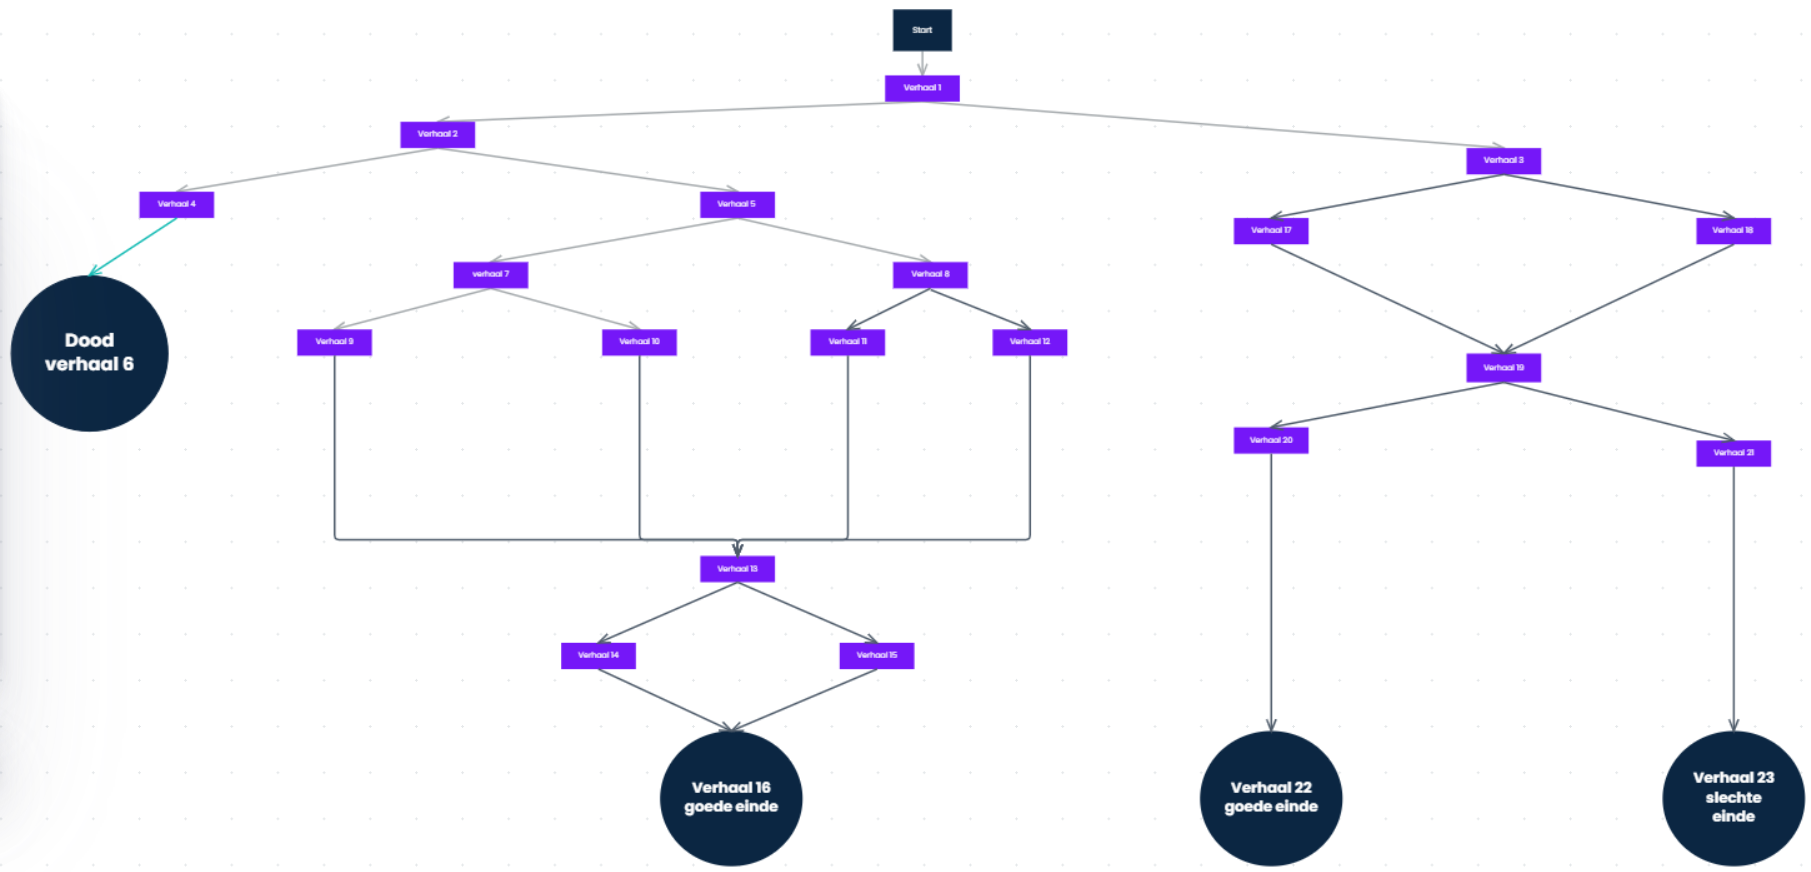 Start
Verhaal 1
Verhaal 2
Verhaal 3
Verhaal 4
Verhaal 5
Verhaal 17
Verhaal 18
verhaal 7
Verhaal 8
Dood
verhaal 6
Verhaal 9
Verhaal 10
Verhaal 11
Verhaal 12
Verhaal 19
Verhaal 20
Verhaal 21
Verhaal 13
Verhaal 14
Verhaal 15
Verhaal 16
goede einde
Verhaal 22
goede einde
Verhaal 23
slechte
einde